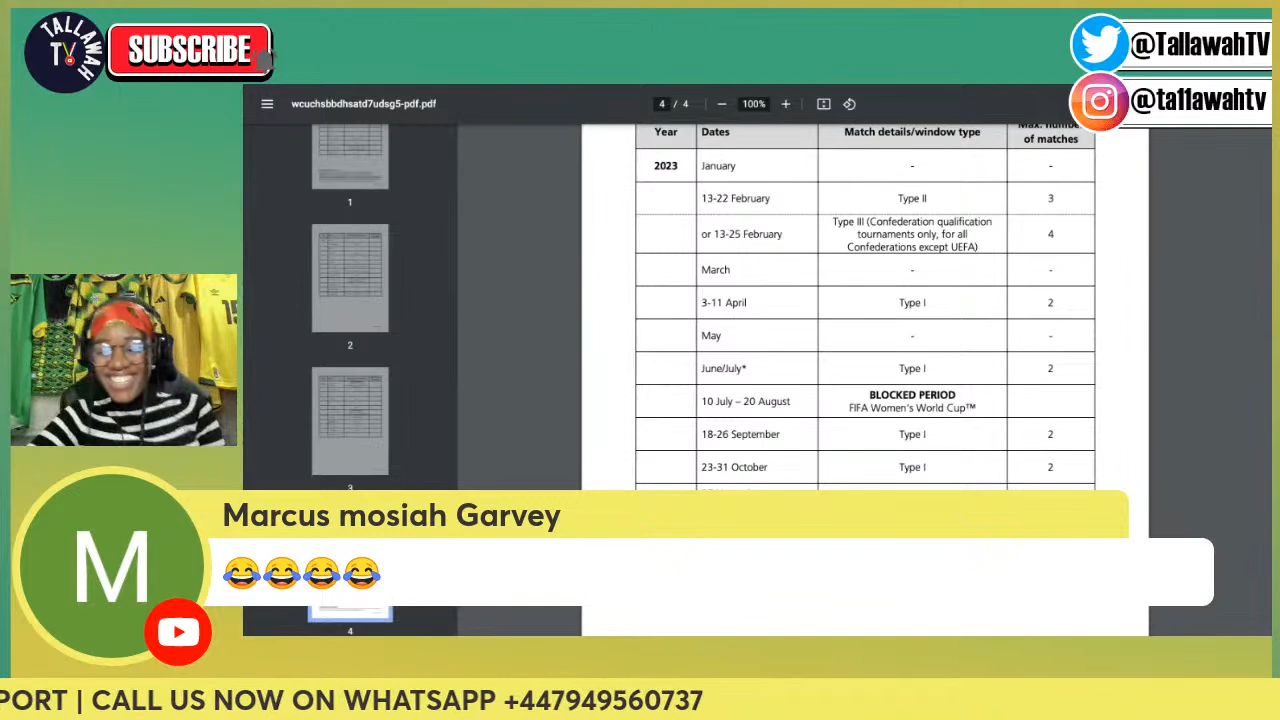 TALLAWAH
TV
SUBSCRIBE
@TallawahTV
@ta11awahtv
wcuchsbbdhsatd7udsg5-pdf.pdf
4 / 4
100%
Year Dates Match details/window type Max. number of matches
2023 January - -
13-22 February Type II 3
or 13-25 February Type III (Confederation qualification
tournaments only, for all
Confederations except UEFA) 4
March - -
3-11 April Type I 2
May - -
June/July* Type I 2
10 July – 20 August BLOCKED PERIOD
FIFA Women's World Cup™
18-26 September Type I 2
23-31 October Type I 2
1
2
3
4
15
M
Marcus mosiah Garvey
😂😂😂😂
PORT | CALL US NOW ON WHATSAPP +447949560737